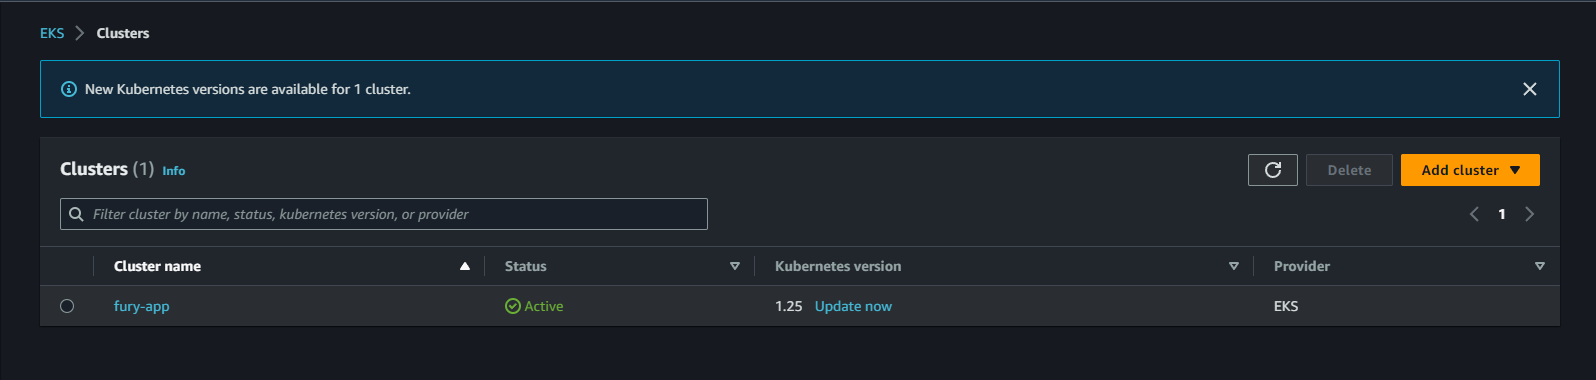 EKS > Clusters
New Kubernetes versions are available for 1 cluster.
Clusters (1) Info
Delete
Add cluster
Filter cluster by name, status, kubernetes version, or provider
1
Cluster name Status Kubernetes version Provider
fury-app Active 1.25 Update now EKS